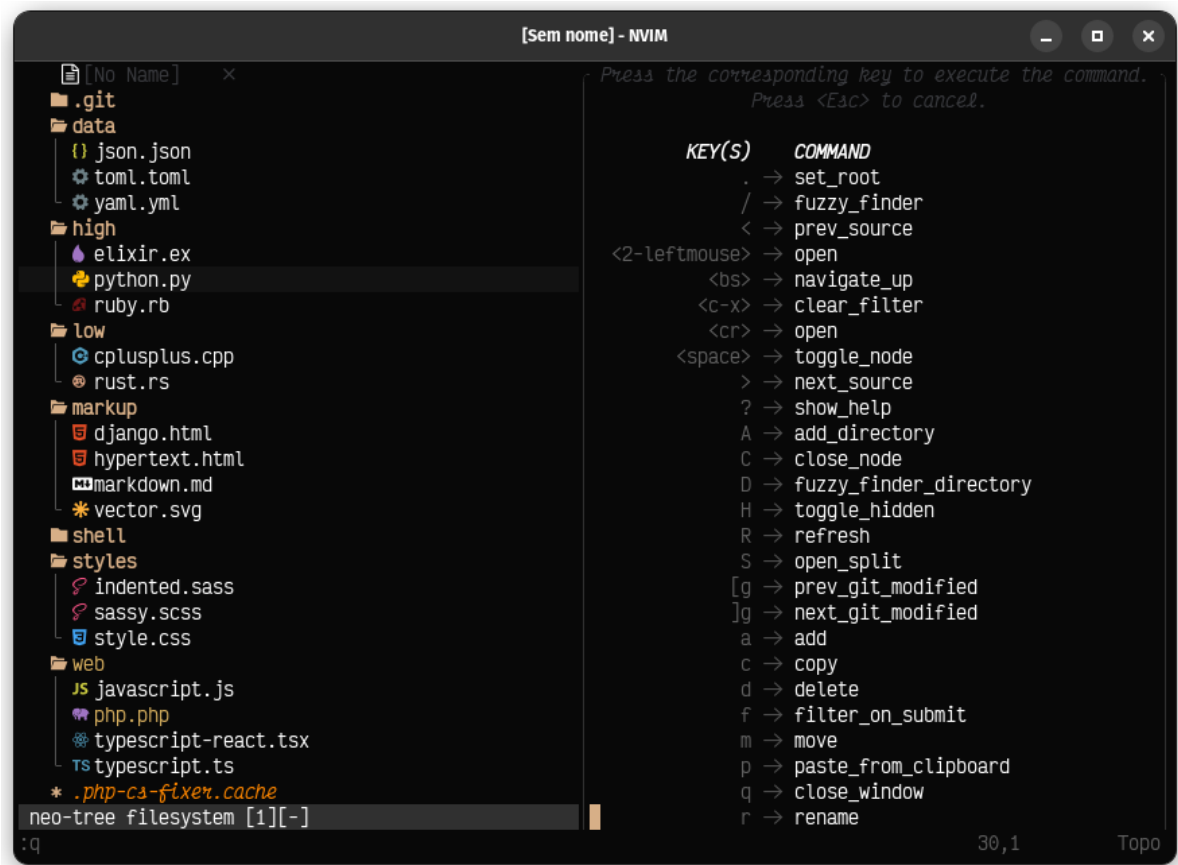 [Sem nome] - NVIM
[No Name] ×
.git
data
{} json.json
toml.toml
yaml.yml
high
elixir.ex
python.py
ruby.rb
low
cplusplus.cpp
rust.rs
markup
django.html
hypertext.html
markdown.md
vector.svg
shell
styles
indented.sass
sassy.scss
style.css
web
JS javascript.js
php.php
typescript-react.tsx
TS typescript.ts
* .php-cs-fixer.cache
neo-tree filesystem [1][-]
:q
Press the corresponding key to execute the command.
Press <Esc> to cancel.
KEY(S) COMMAND
. → set_root
/ → fuzzy_finder
< → prev_source
<2-leftmouse> → open
<bs> → navigate_up
<c-x> → clear_filter
<cr> → open
<space> → toggle_node
> → next_source
? → show_help
A → add_directory
C → close_node
D → fuzzy_finder_directory
H → toggle_hidden
R → refresh
S → open_split
[g → prev_git_modified
]g → next_git_modified
a → add
c → copy
d → delete
f → filter_on_submit
m → move
p → paste_from_clipboard
q → close_window
r → rename
30,1 Topo